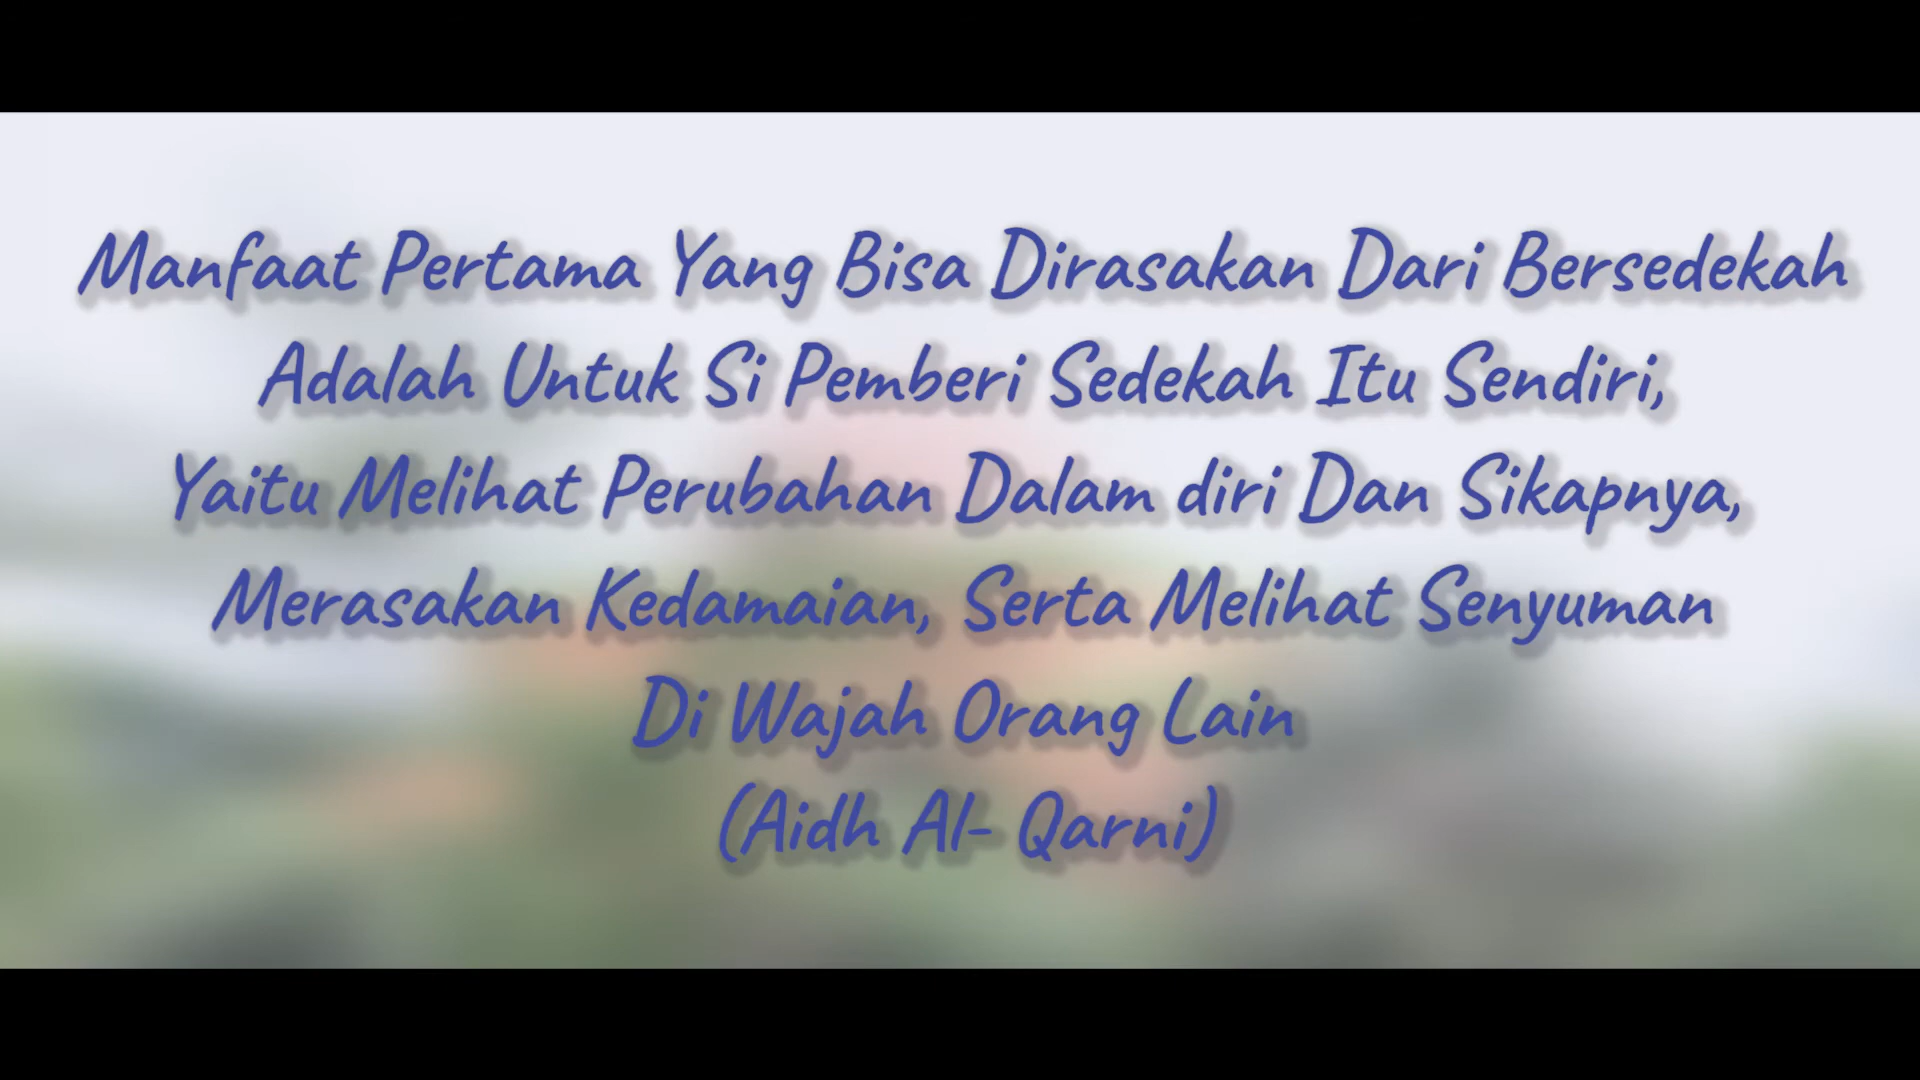 Manfaat Pertama Yang Bisa Dirasakan Dari Bersedekah
Adalah Untuk Si Pemberi Sedekah Itu Sendiri,
Yaitu Melihat Perubahan Dalam diri Dan Sikapnya,
Merasakan Kedamaian, Serta Melihat Senyuman
Di Wajah Orang Lain
(Aidh Al- Qarni)